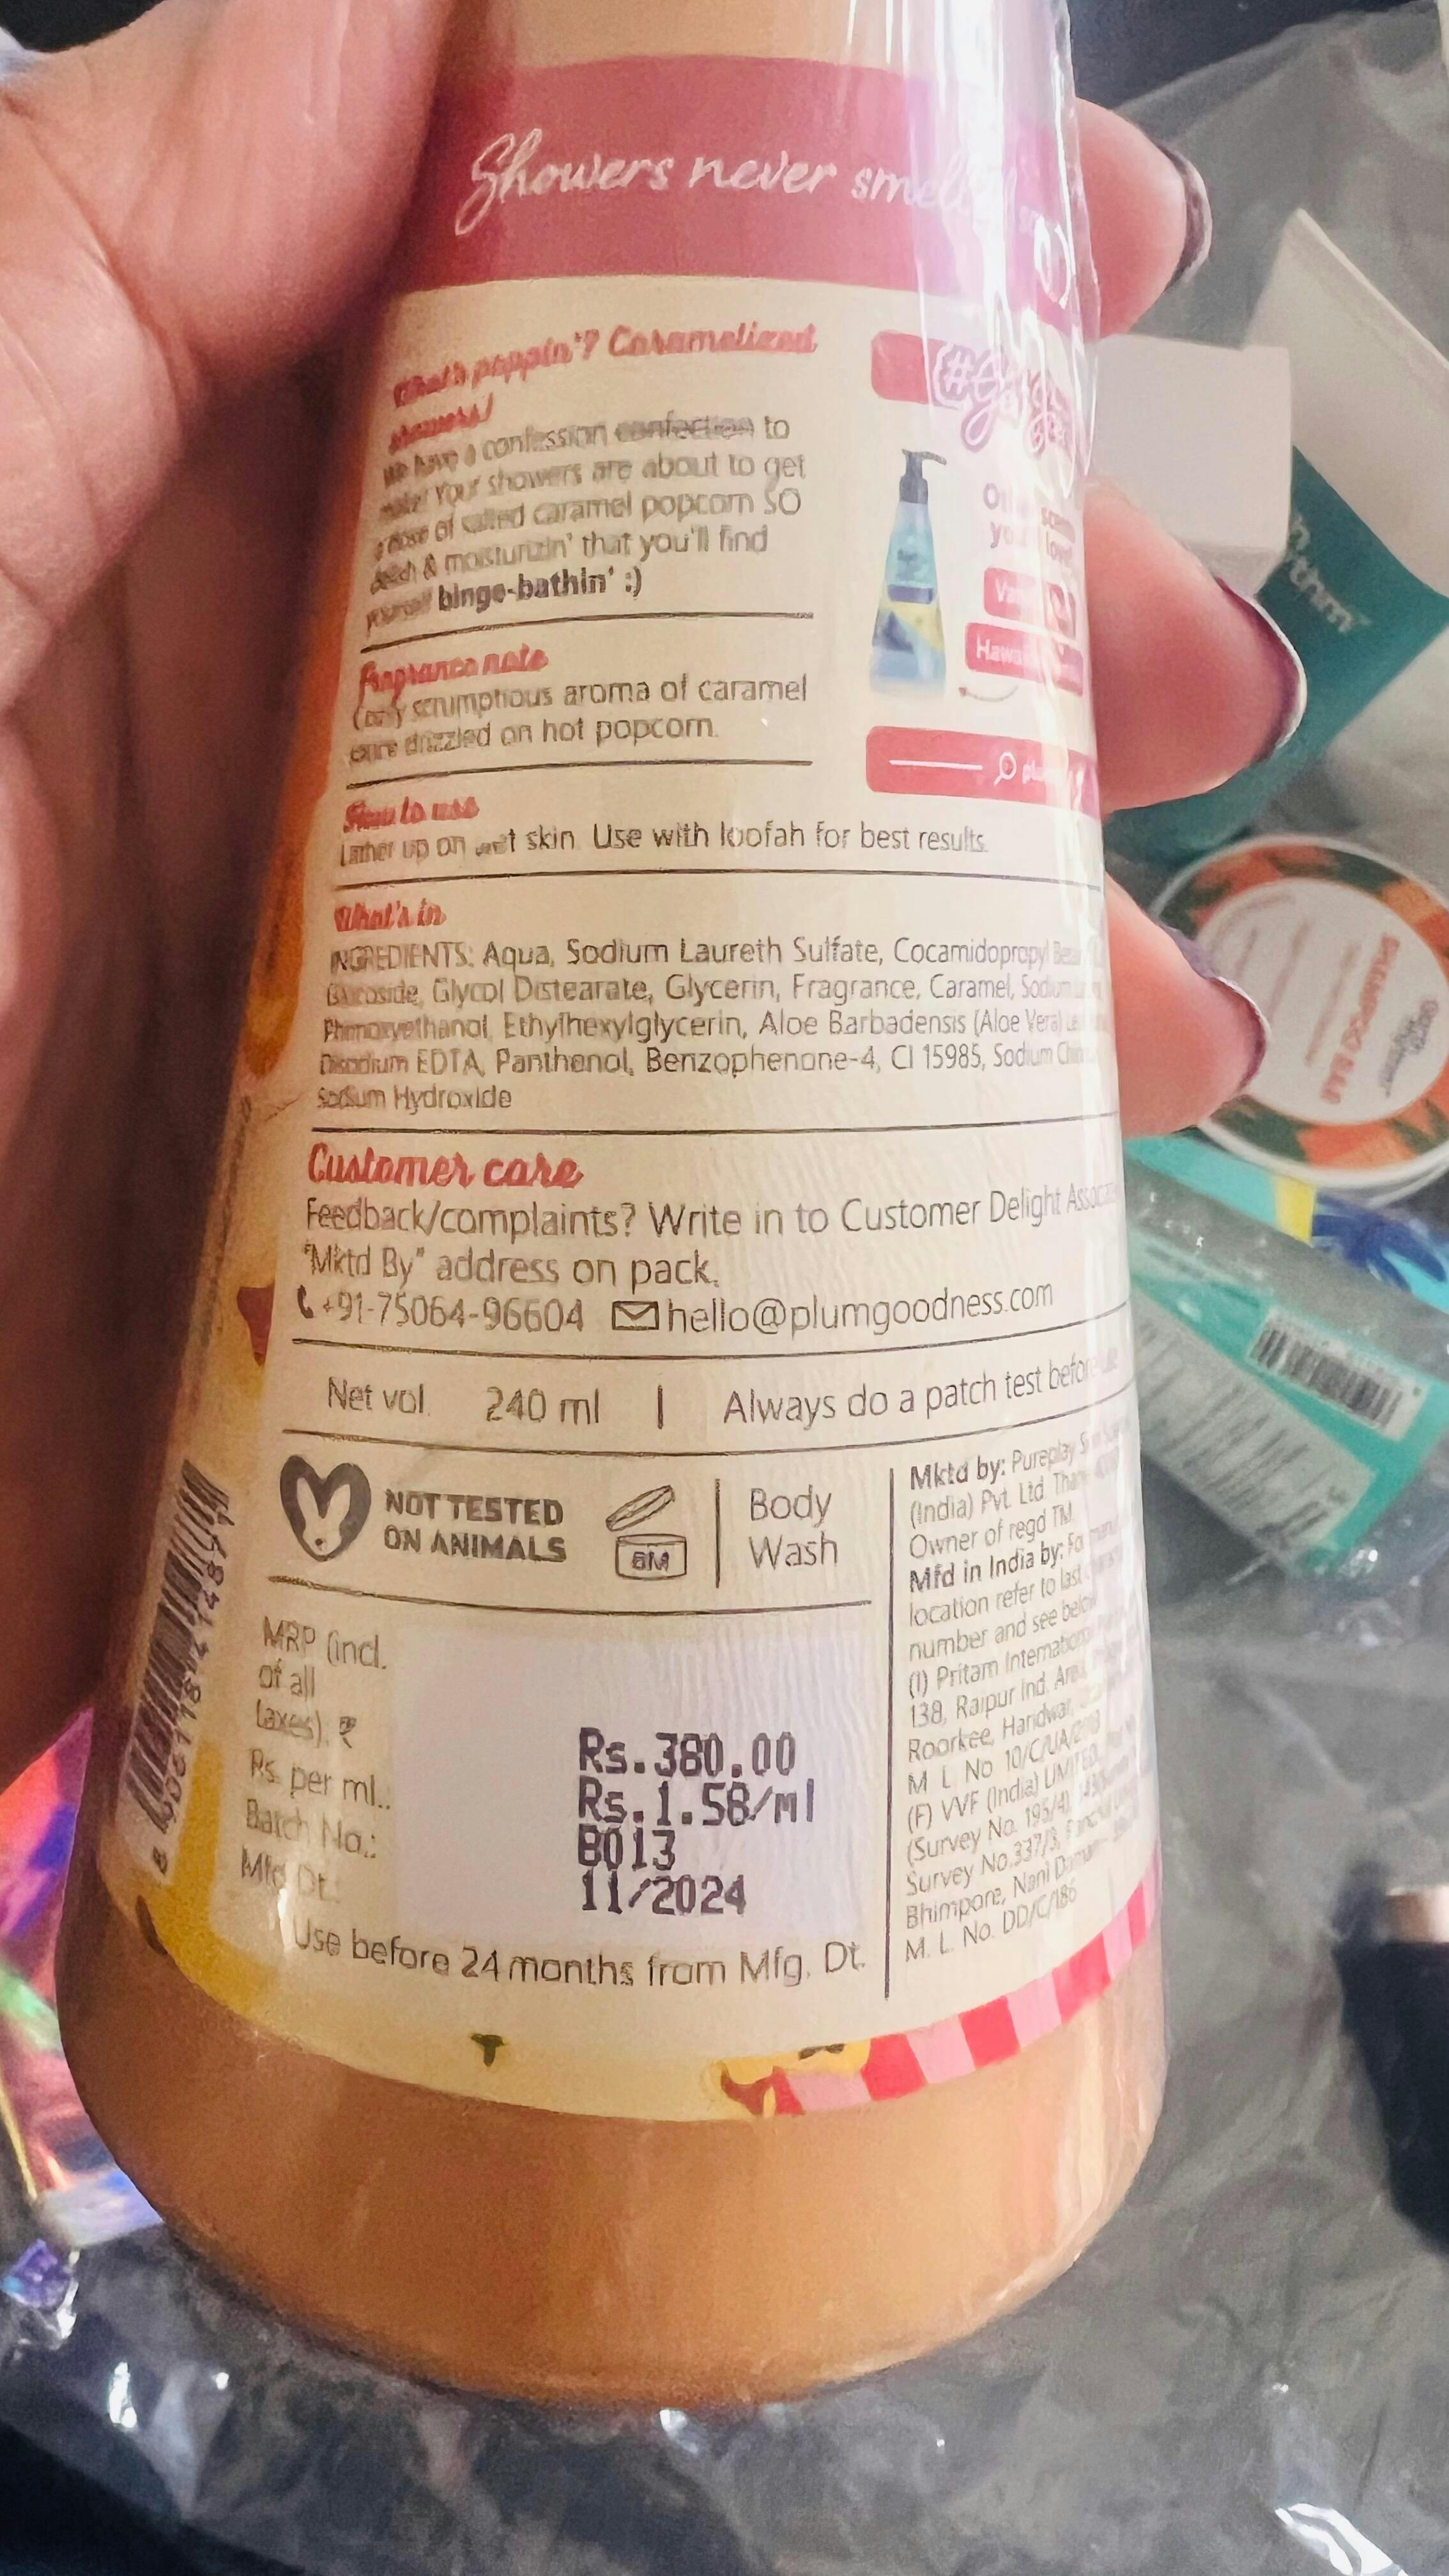 Showers never smelled
What's poppin'? Caramelized
showers!
We have a confession confection to
make! Your showers are about to get
a dose of salted caramel popcorn SO
& moisturizin' that you'll find
yourself binge-bathin' :)
Fragrance note
scrumptious aroma of caramel
drizzled on hot popcorn.
How to use
Lather up on wet skin. Use with loofah for best results.
What's in
INGREDIENTS: Aqua, Sodium Laureth Sulfate, Cocamidopropyl
Glucoside, Glycol Distearate, Glycerin, Fragrance, Caramel, Sodium
Phenoxyethanol, Ethylhexylglycerin, Aloe Barbadensis (Aloe Vera)
Disodium EDTA, Panthenol, Benzophenone-4, CI 15985, Sodium
Sodium Hydroxide
Customer care
Feedback/complaints? Write in to Customer Delight
"Mktd By" address on pack.
+91-75064-96604 hello@plumgoodness.com
Net vol. 240 ml | Always do a patch test before
NOT TESTED
ON ANIMALS
6M
Body
Wash
MRP (incl.
of all
taxes): ₹ Rs.380.00
Rs. per ml.: Rs.1.58/ml
Batch No.: B013
Mfg Dt. 11/2024
Use before 24 months from Mfg. Dt.
Mktd by: Pureplay
(India) Pvt. Ltd.
Owner of regd TM.
Mfd in India by: For
location refer to last
number and see below
(I) Pritam International
138, Raipur Ind. Area,
Roorkee, Haridwar,
M. L. No. 10/C/UA/
(F) VVF (India) LIMITED,
(Survey No. 195/4),
Survey No.337/3,
Bhimpore, Nani Daman
M. L. No. DD/C/186
SHAMPOO BAR